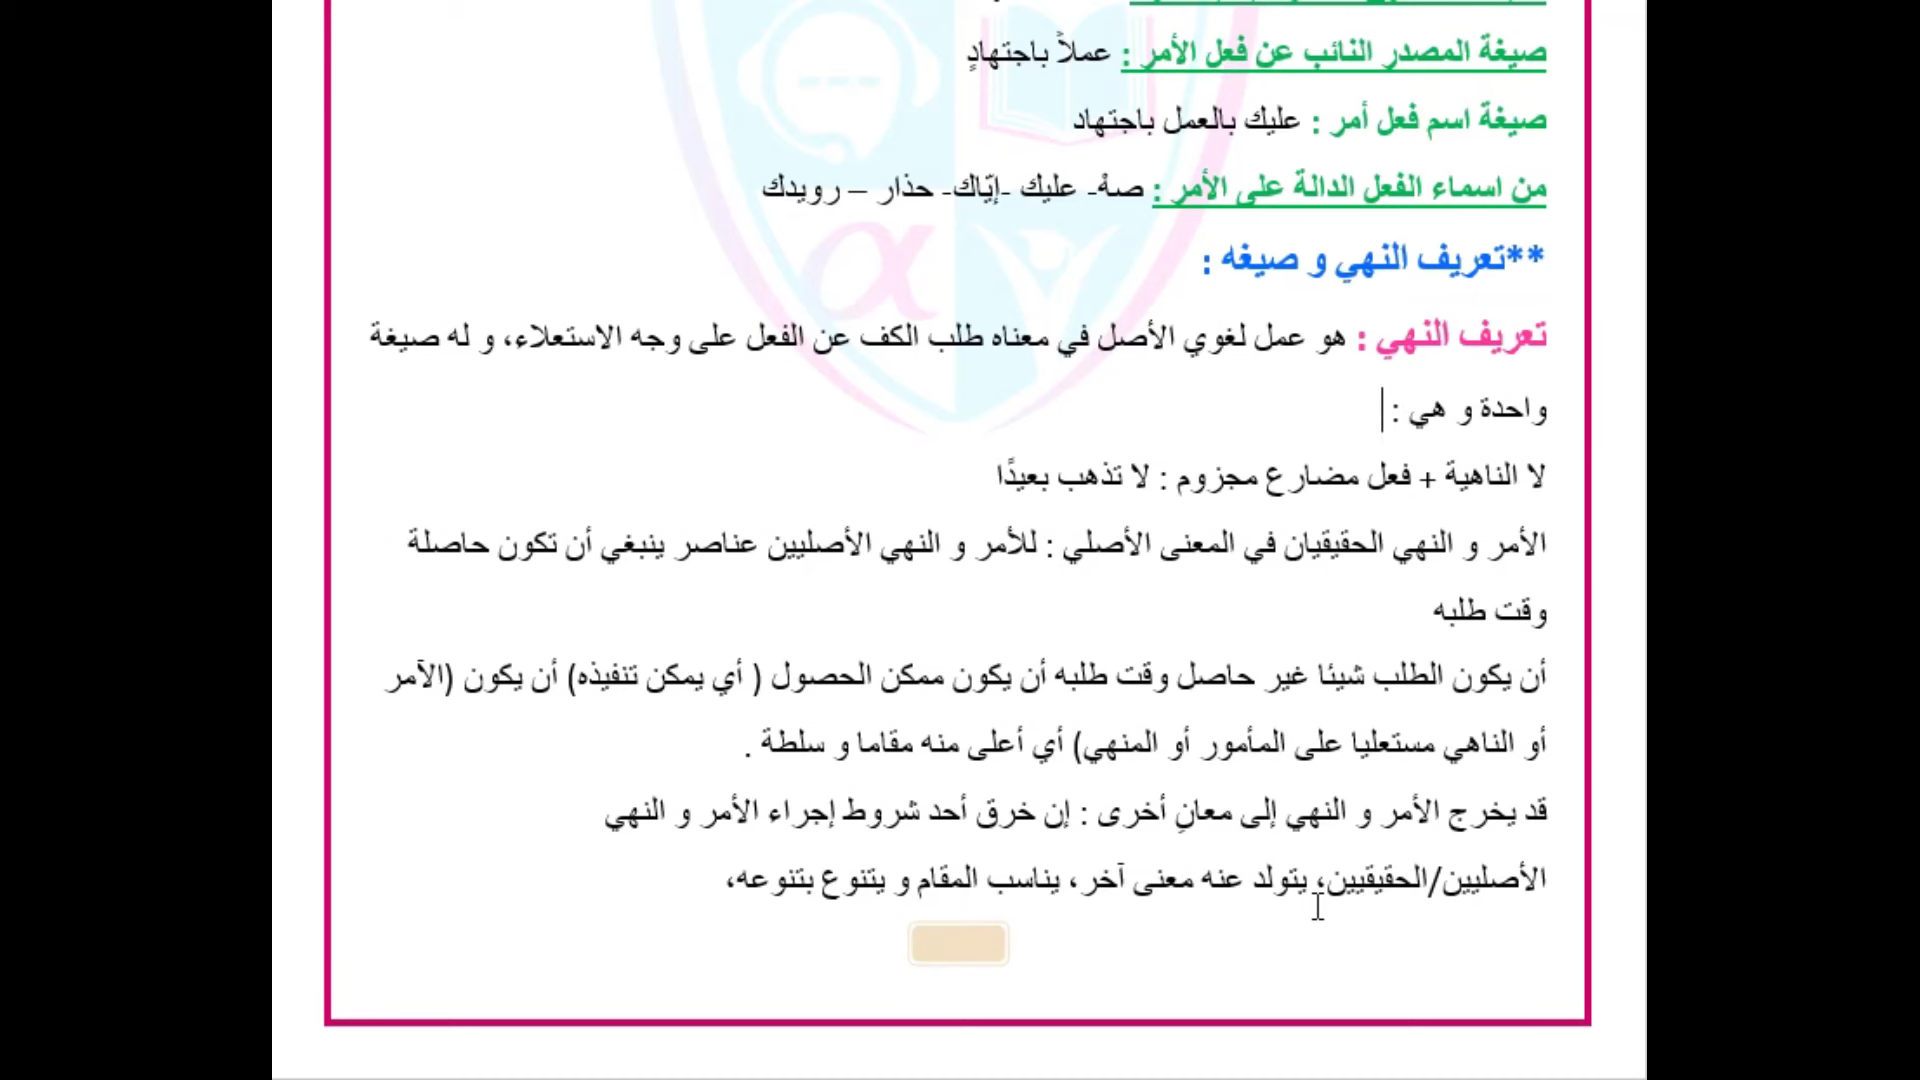 صيغة المصدر النائب عن فعل الأمر : عملاً باجتهادٍ
صيغة اسم فعل أمر : عليك بالعمل باجتهاد
من اسماء الفعل الدالة على الأمر : صهْ- عليك -إيّاك- حذار – رويدك
**تعريف النهي و صيغه :
تعريف النهي : هو عمل لغوي الأصل في معناه طلب الكف عن الفعل على وجه الاستعلاء، و له صيغة
واحدة و هي :
لا الناهية + فعل مضارع مجزوم : لا تذهب بعيدًا
الأمر و النهي الحقيقيان في المعنى الأصلي : للأمر و النهي الأصليين عناصر ينبغي أن تكون حاصلة
وقت طلبه
أن يكون الطلب شيئا غير حاصل وقت طلبه أن يكون ممكن الحصول ( أي يمكن تنفيذه) أن يكون (الآمر
أو الناهي مستعليا على المأمور أو المنهي) أي أعلى منه مقاما و سلطة .
قد يخرج الأمر و النهي إلى معانِ أخرى : إن خرق أحد شروط إجراء الأمر و النهي
الأصليين/الحقيقيين، يتولد عنه معنى آخر، يناسب المقام و يتنوع بتنوعه،